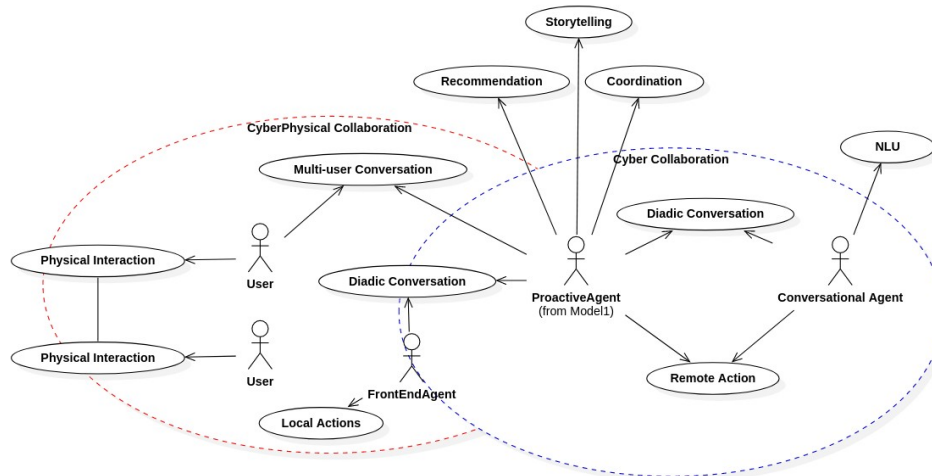 Storytelling
Recommendation
Coordination
CyberPhysical Collaboration
NLU
Cyber Collaboration
Multi-user Conversation
Diadic Conversation
Physical Interaction
User
Diadic Conversation
ProactiveAgent
(from Model1)
Conversational Agent
Physical Interaction
User
FrontEndAgent
Remote Action
Local Actions